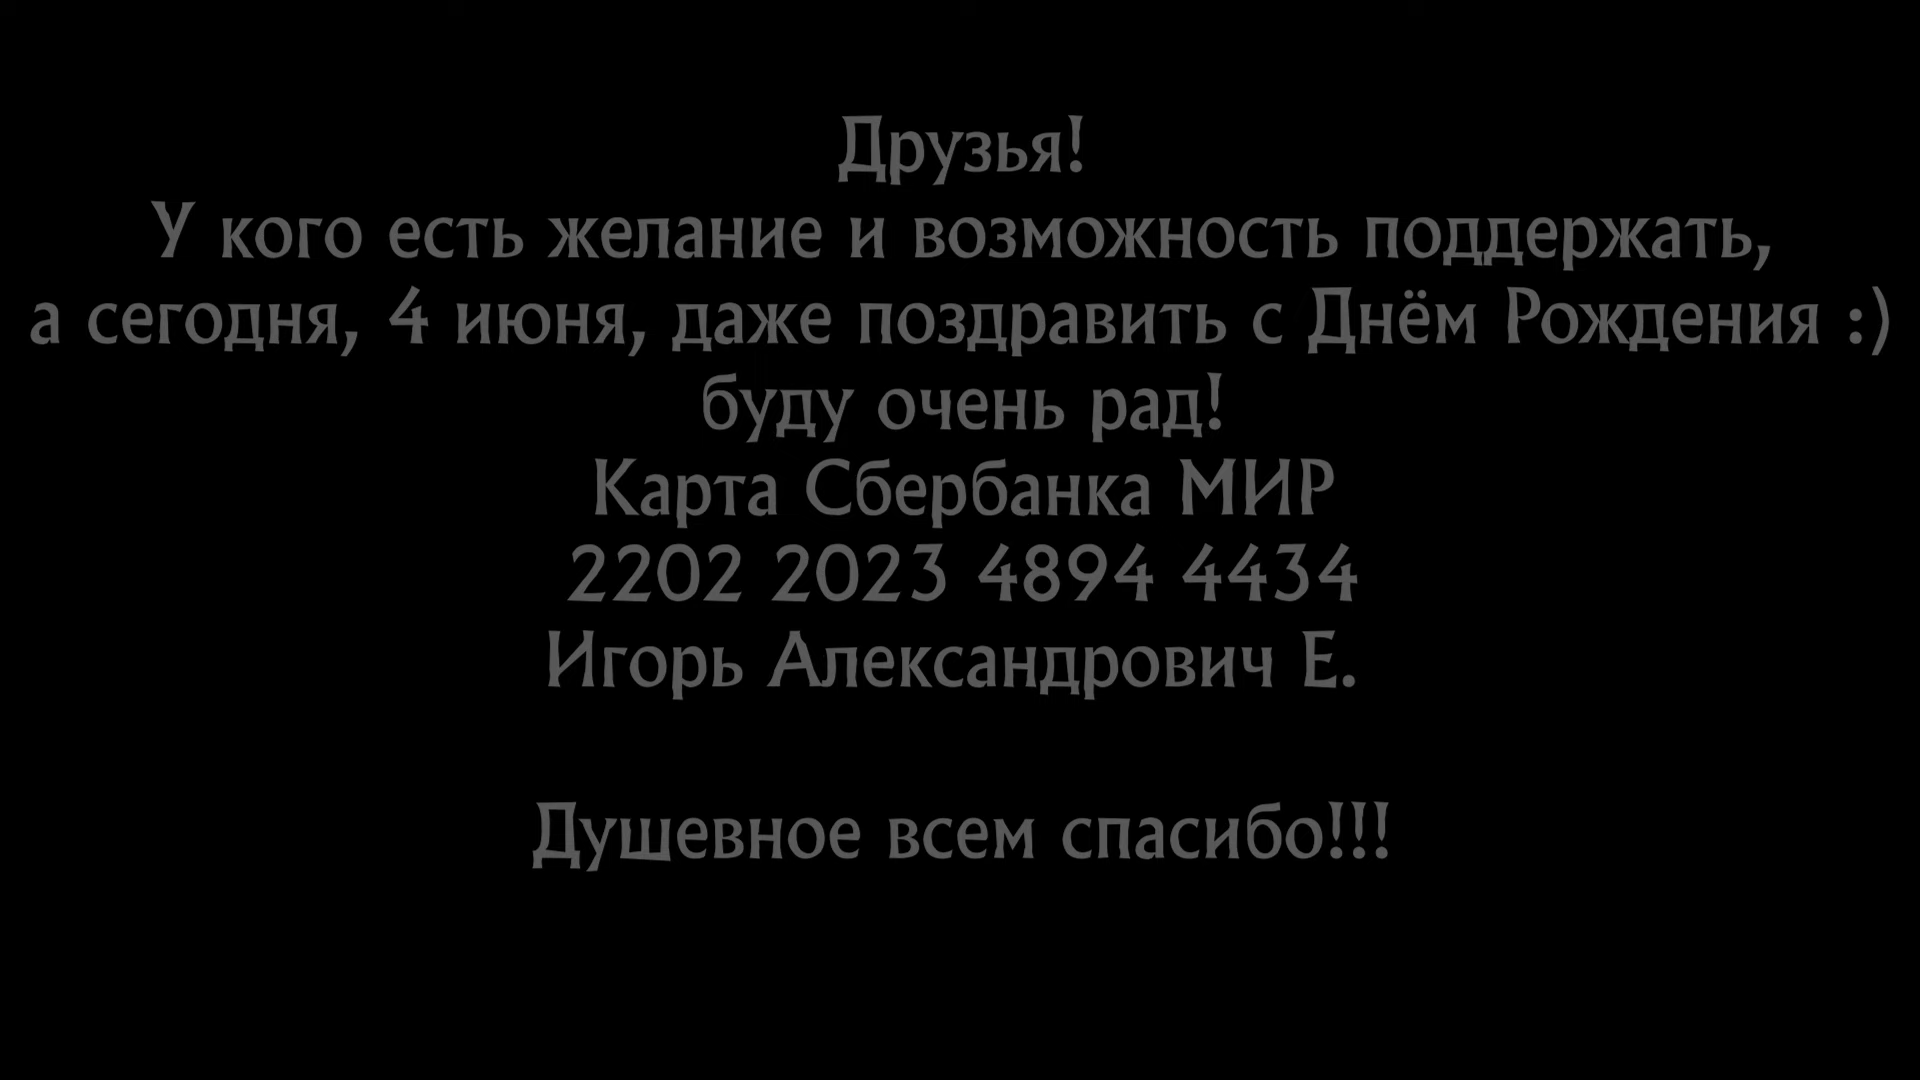 Друзья!
У кого есть желание и возможность поддержать,
а сегодня, 4 июня, даже поздравить с Днём Рождения :)
буду очень рад!
Карта Сбербанка МИР
2202 2023 4894 4434
Игорь Александрович Е.
Душевное всем спасибо!!!